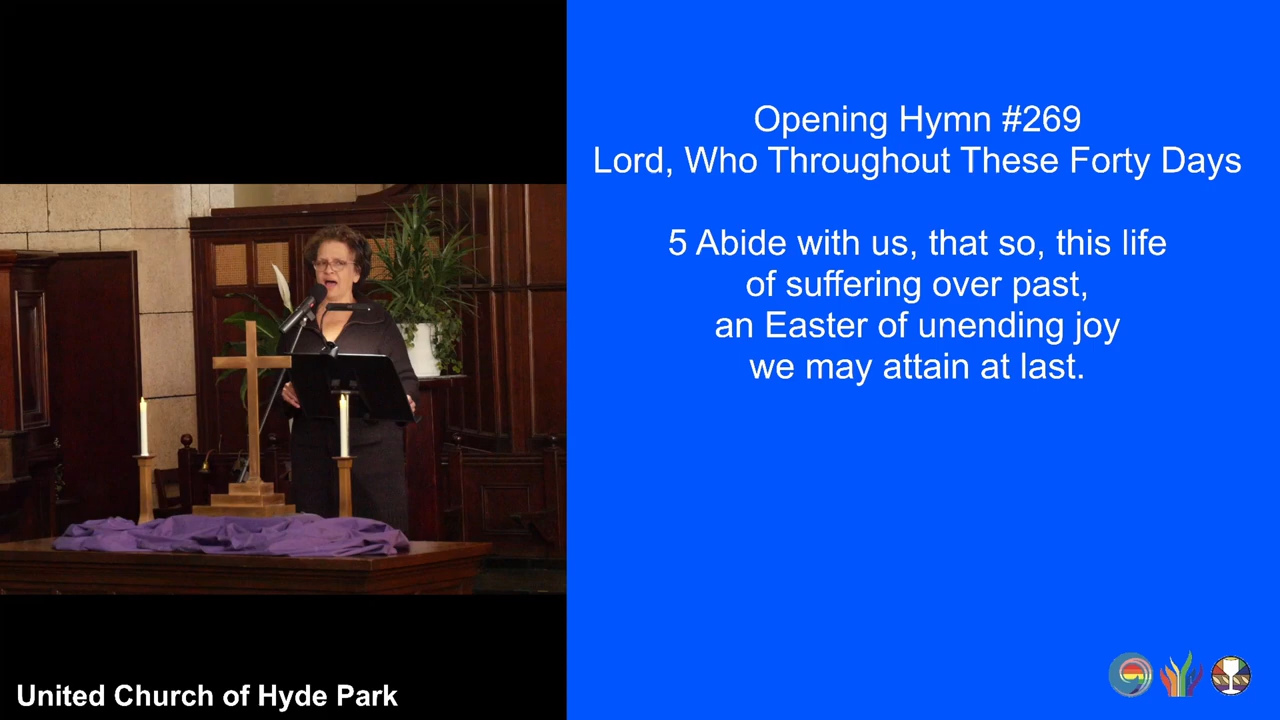 Opening Hymn #269
Lord, Who Throughout These Forty Days
5 Abide with us, that so, this life
of suffering over past,
an Easter of unending joy
we may attain at last.
United Church of Hyde Park